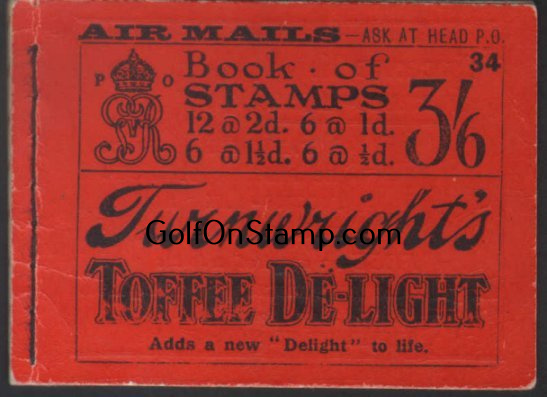 AIR MAILS – ASK AT HEAD P.O.
34
P O
Book . of
STAMPS
12 @ 2d. 6 @ 1d.
6 @ 1½d. 6 @ ½d.
3/6
Turnwright's
GolfOnStamp.com
TOFFEE DE-LIGHT
Adds a new "Delight" to life.